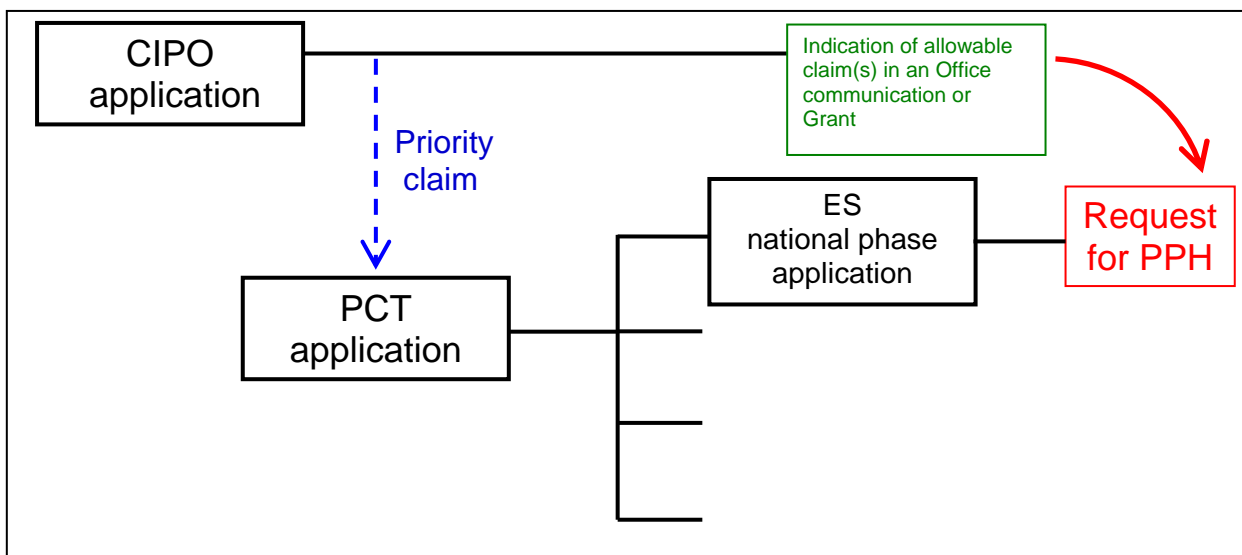 CIPO
application
Indication of allowable
claim(s) in an Office
communication or
Grant
Priority
claim
ES
national phase
application
Request
for PPH
PCT
application